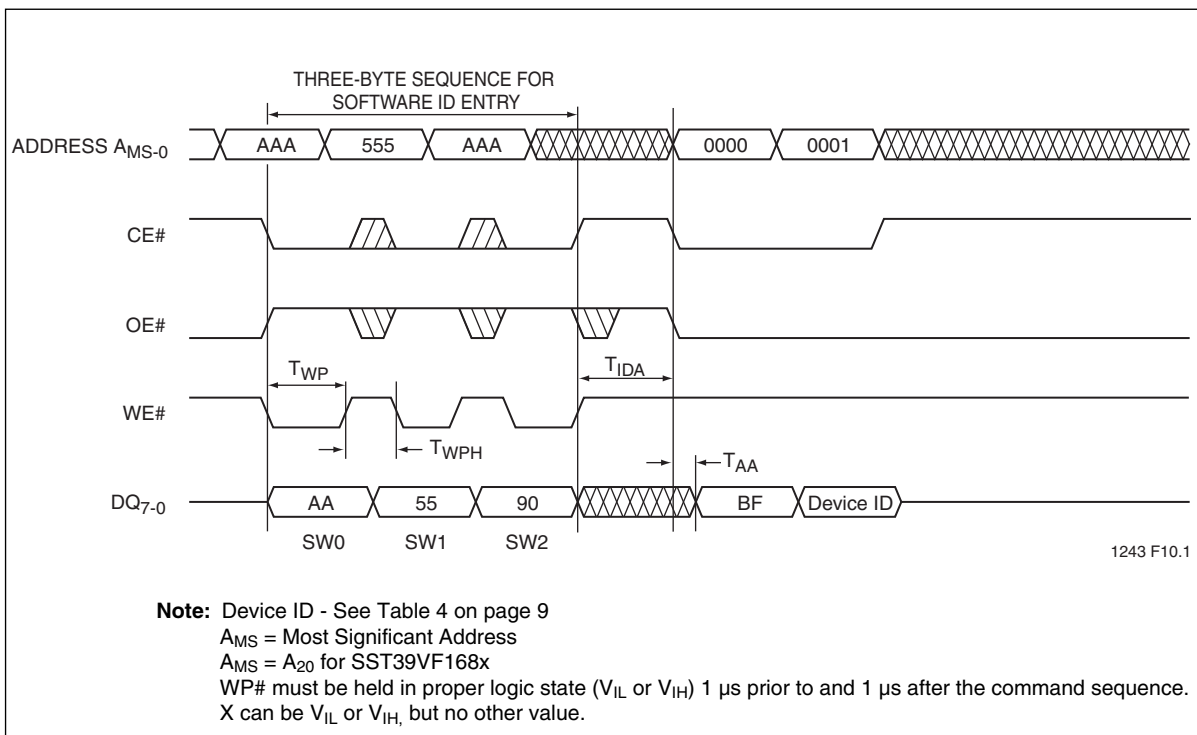 THREE-BYTE SEQUENCE FOR
SOFTWARE ID ENTRY
ADDRESS AMS-0
AAA
555
AAA
0000
0001
CE#
OE#
TWP
TIDA
WE#
TWPH
TAA
DQ7-0
AA
55
90
BF
Device ID
SW0
SW1
SW2
1243 F10.1
Note: Device ID - See Table 4 on page 9
AMS = Most Significant Address
AMS = A20 for SST39VF168x
WP# must be held in proper logic state (VIL or VIH) 1 µs prior to and 1 µs after the command sequence.
X can be VIL or VIH, but no other value.